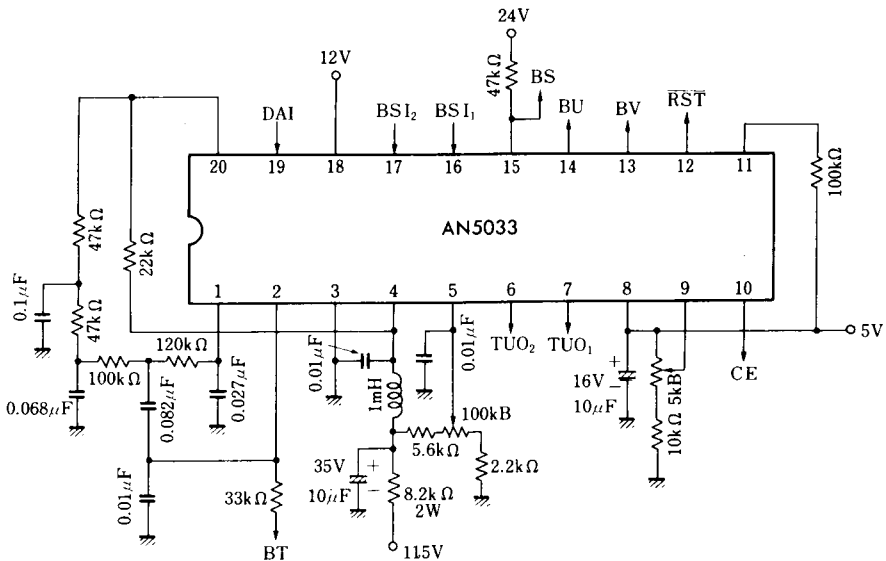 24V
12V
47kΩ
BS
DAI
BSI₂
BSI₁
BU
BV
R̅S̅T̅
20
19
18
17
16
15
14
13
12
11
100kΩ
AN5033
47kΩ
22kΩ
0.1μF
47kΩ
1
2
3
4
5
6
7
8
9
10
5V
120kΩ
100kΩ
0.01μF
0.01μF
TUO₂
TUO₁
CE
0.068μF
0.082μF
0.027μF
1mH
100kB
16V
10μF
+
−
5kB
10kΩ
5.6kΩ
2.2kΩ
35V
10μF
+
−
0.01μF
33kΩ
8.2kΩ
2W
BT
115V